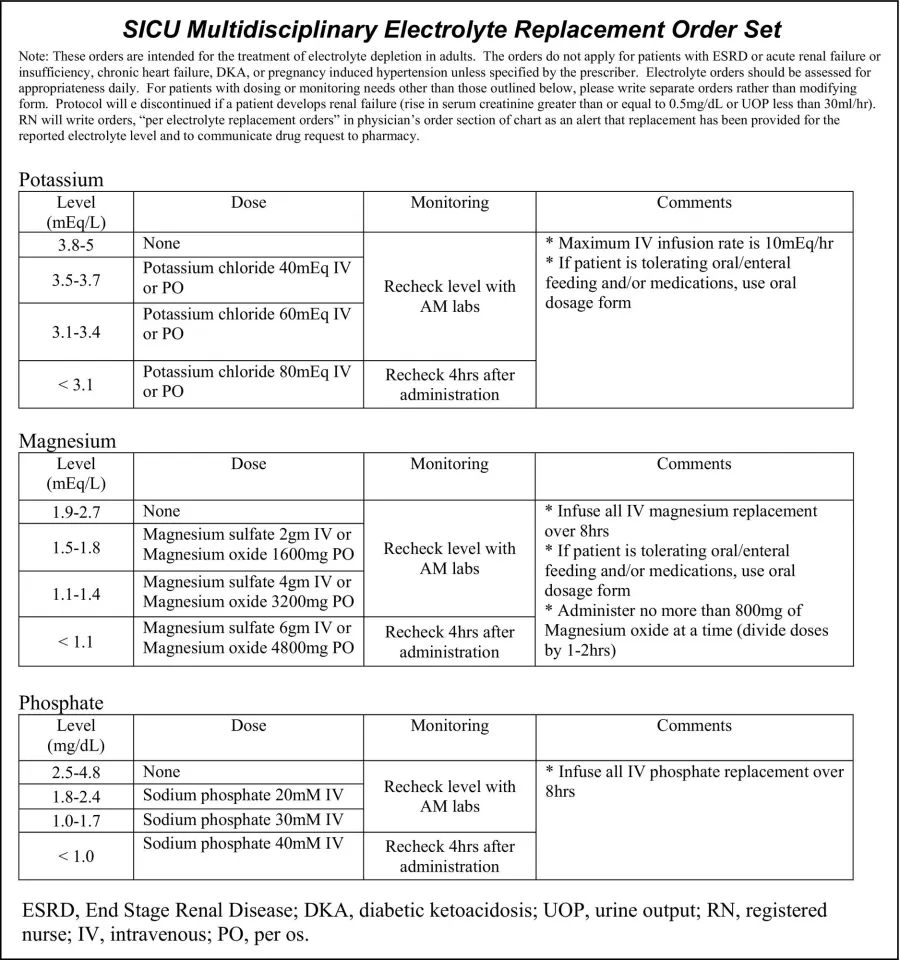 SICU Multidisciplinary Electrolyte Replacement Order Set
Note: These orders are intended for the treatment of electrolyte depletion in adults.  The orders do not apply for patients with ESRD or acute renal failure or
insufficiency, chronic heart failure, DKA, or pregnancy induced hypertension unless specified by the prescriber.  Electrolyte orders should be assessed for
appropriateness daily.  For patients with dosing or monitoring needs other than those outlined below, please write separate orders rather than modifying
form.  Protocol will e discontinued if a patient develops renal failure (rise in serum creatinine greater than or equal to 0.5mg/dL or UOP less than 30ml/hr).
RN will write orders, “per electrolyte replacement orders” in physician’s order section of chart as an alert that replacement has been provided for the
reported electrolyte level and to communicate drug request to pharmacy.
Potassium
Level
(mEq/L)
Dose
Monitoring
Comments
3.8-5
None
Recheck level with
AM labs
* Maximum IV infusion rate is 10mEq/hr
* If patient is tolerating oral/enteral
feeding and/or medications, use oral
dosage form
3.5-3.7
Potassium chloride 40mEq IV
or PO
3.1-3.4
Potassium chloride 60mEq IV
or PO
< 3.1
Potassium chloride 80mEq IV
or PO
Recheck 4hrs after
administration
Magnesium
Level
(mEq/L)
Dose
Monitoring
Comments
1.9-2.7
None
Recheck level with
AM labs
* Infuse all IV magnesium replacement
over 8hrs
* If patient is tolerating oral/enteral
feeding and/or medications, use oral
dosage form
* Administer no more than 800mg of
Magnesium oxide at a time (divide doses
by 1-2hrs)
1.5-1.8
Magnesium sulfate 2gm IV or
Magnesium oxide 1600mg PO
1.1-1.4
Magnesium sulfate 4gm IV or
Magnesium oxide 3200mg PO
< 1.1
Magnesium sulfate 6gm IV or
Magnesium oxide 4800mg PO
Recheck 4hrs after
administration
Phosphate
Level
(mg/dL)
Dose
Monitoring
Comments
2.5-4.8
None
Recheck level with
AM labs
* Infuse all IV phosphate replacement over
8hrs
1.8-2.4
Sodium phosphate 20mM IV
1.0-1.7
Sodium phosphate 30mM IV
< 1.0
Sodium phosphate 40mM IV
Recheck 4hrs after
administration
ESRD, End Stage Renal Disease; DKA, diabetic ketoacidosis; UOP, urine output; RN, registered
nurse; IV, intravenous; PO, per os.